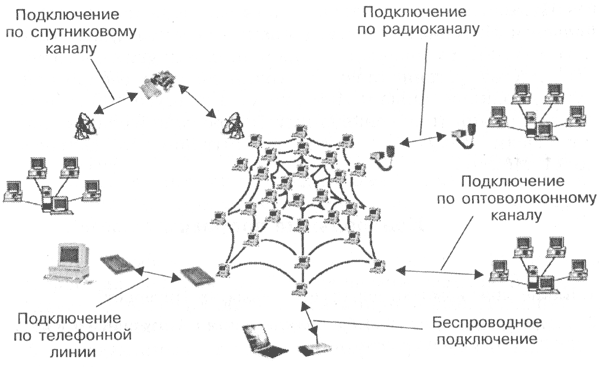 Подключение
по спутниковому
каналу
Подключение
по радиоканалу
Подключение
по оптоволоконному
каналу
Подключение
по телефонной
линии
Беспроводное
подключение